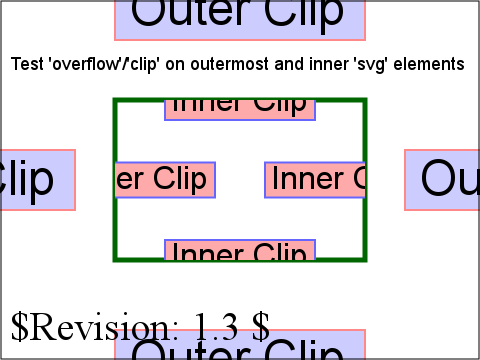 Outer Clip
Test 'overflow'/'clip' on outermost and inner 'svg' elements
Inner Clip
Clip er Clip Inner C Ou
Inner Clip
$Revision: 1.3 $
Outer Clip